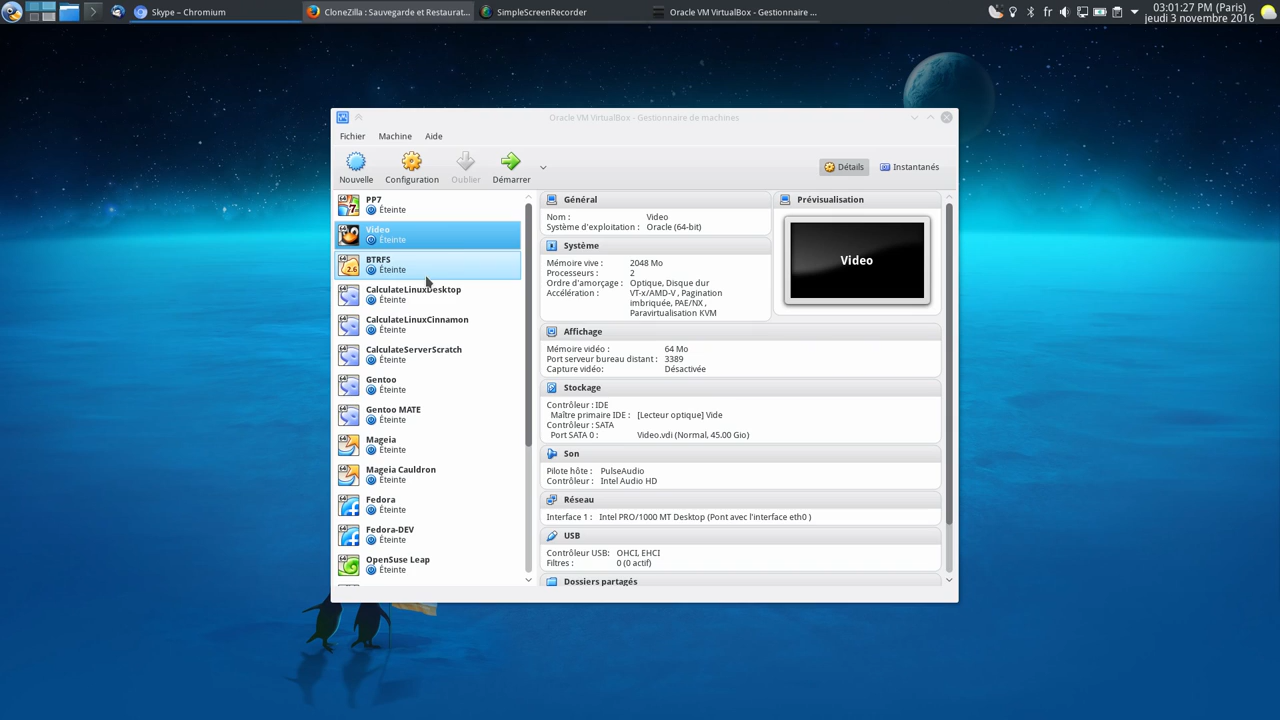 Skype – Chromium
CloneZilla : Sauvegarde et Restaurat...
SimpleScreenRecorder
Oracle VM VirtualBox - Gestionnaire ...
fr
03:01:27 PM (Paris)
jeudi 3 novembre 2016
Oracle VM VirtualBox - Gestionnaire de machines
Fichier
Machine
Aide
Nouvelle
Configuration
Oublier
Démarrer
Détails
Instantanés
PP7
Éteinte
Video
Éteinte
BTRFS
Éteinte
CalculateLinuxDesktop
Éteinte
CalculateLinuxCinnamon
Éteinte
CalculateServerScratch
Éteinte
Gentoo
Éteinte
Gentoo MATE
Éteinte
Mageia
Éteinte
Mageia Cauldron
Éteinte
Fedora
Éteinte
Fedora-DEV
Éteinte
OpenSuse Leap
Éteinte
Général
Nom : Video
Système d'exploitation : Oracle (64-bit)
Système
Mémoire vive : 2048 Mo
Processeurs : 2
Ordre d'amorçage : Optique, Disque dur
Accélération : VT-x/AMD-V , Pagination
imbriquée, PAE/NX ,
Paravirtualisation KVM
Prévisualisation
Video
Affichage
Mémoire vidéo : 64 Mo
Port serveur bureau distant : 3389
Capture vidéo : Désactivée
Stockage
Contrôleur : IDE
Maître primaire IDE : [Lecteur optique] Vide
Contrôleur : SATA
Port SATA 0 : Video.vdi (Normal, 45.00 Gio)
Son
Pilote hôte : PulseAudio
Contrôleur : Intel Audio HD
Réseau
Interface 1 : Intel PRO/1000 MT Desktop (Pont avec l'interface eth0 )
USB
Contrôleur USB: OHCI, EHCI
Filtres : 0 (0 actif)
Dossiers partagés